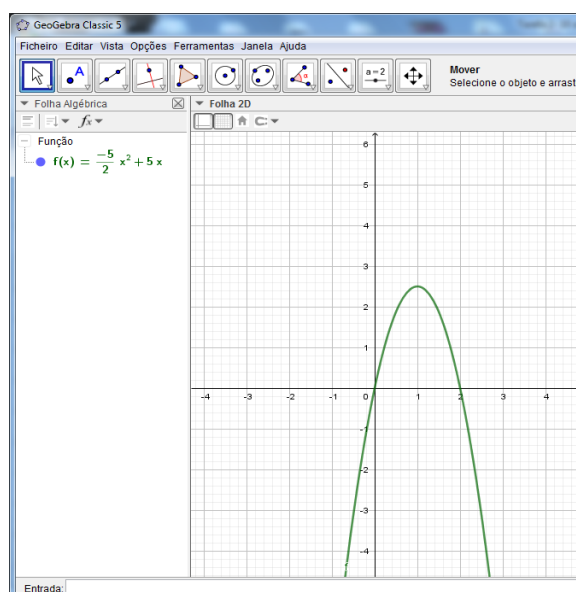 GeoGebra Classic 5
Ficheiro Editar Vista Opções Ferramentas Janela Ajuda
A
α
a=2
Mover
Selecione o objeto e arrast
Folha Algébrica
Folha 2D
fx
Função
f(x) = -5/2 x² + 5 x
6
5
4
3
2
1
-4 -3 -2 -1 0 1 2 3 4
-1
-2
-3
-4
Entrada: